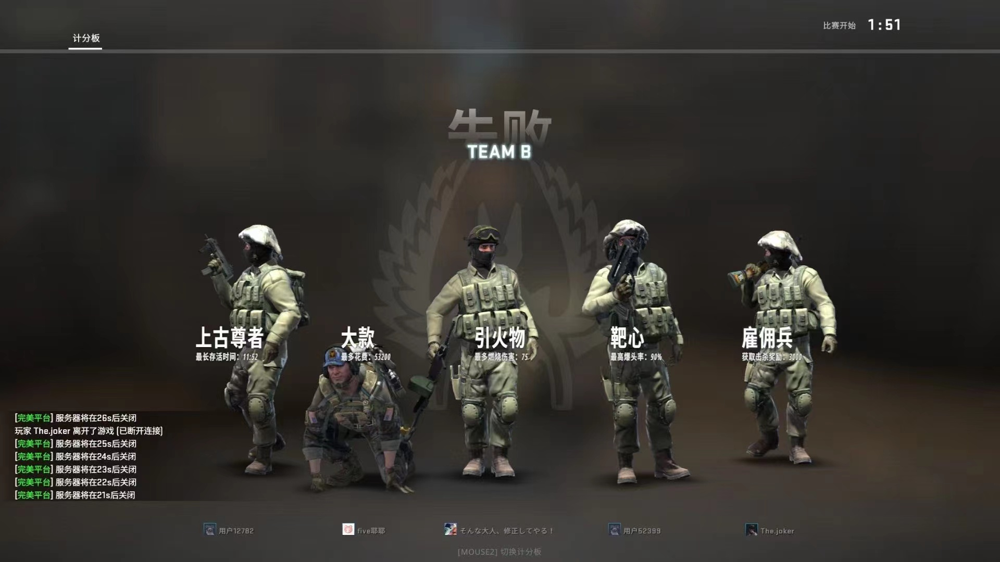 计分板
比赛开始 1:51
失败
TEAM B
上古尊者
最长存活时间：11:52
大款
最多花费：53200
引火物
最多燃烧伤害：75
靶心
最高爆头率：90%
雇佣兵
获取击杀奖励：3000
[完美平台] 服务器将在26s后关闭
玩家 The.joker 离开了游戏 (已断开连接)
[完美平台] 服务器将在25s后关闭
[完美平台] 服务器将在24s后关闭
[完美平台] 服务器将在23s后关闭
[完美平台] 服务器将在22s后关闭
[完美平台] 服务器将在21s后关闭
用户12782
five耶耶
そんな大人、修正してやる！
用户52399
The.joker
[MOUSE2] 切换计分板